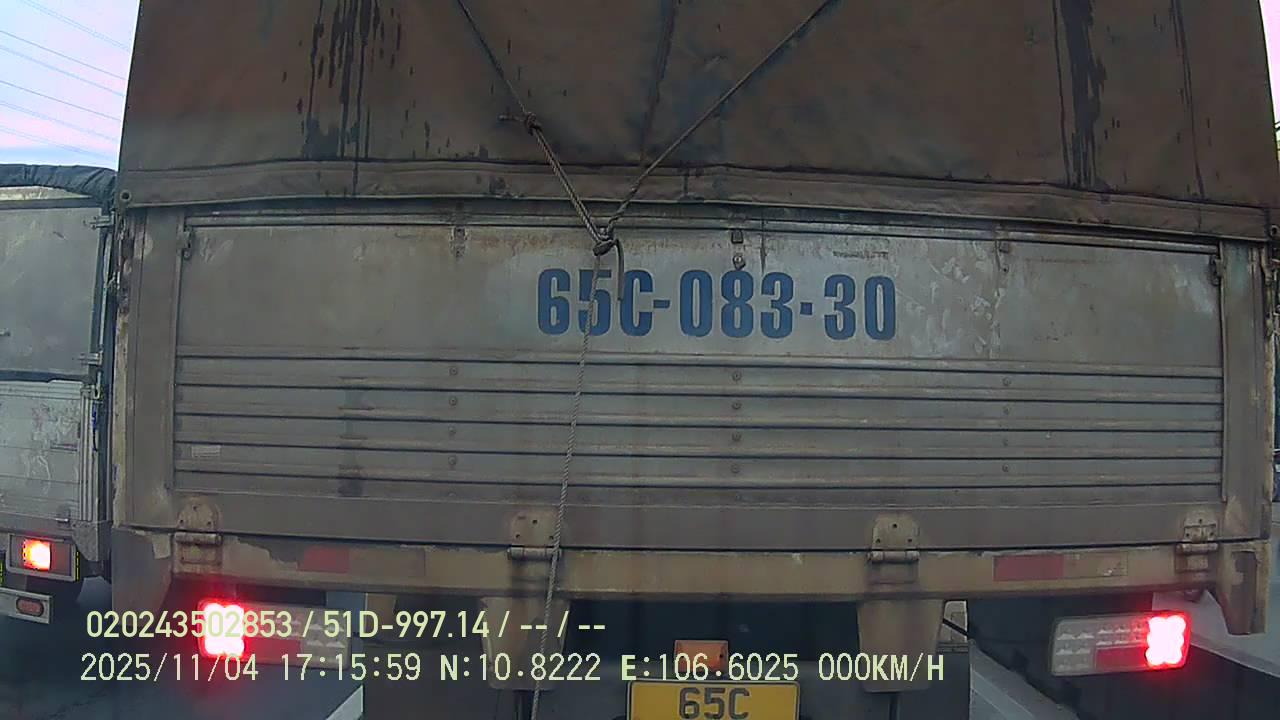 65C-083·30
020243502853 / 51D-997.14 / -- / --
2025/11/04 17:15:59 N:10.8222 E:106.6025 000KM/H
65C